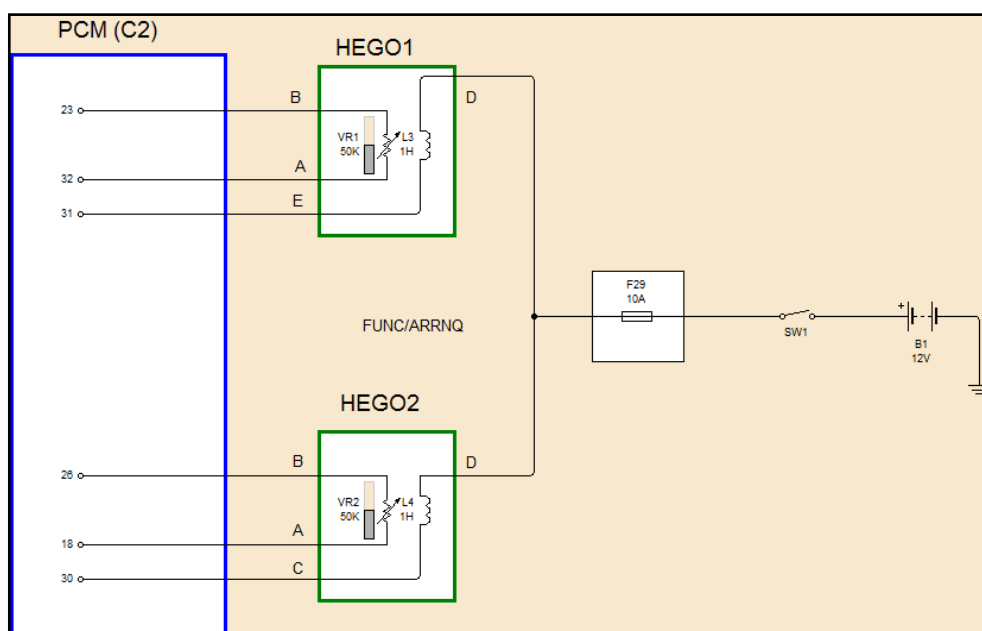 PCM (C2)
HEGO1
23
B
D
VR1
50K
L3
1H
32
A
31
E
F29
10A
FUNC/ARRNQ
+
SW1
B1
12V
HEGO2
26
B
D
VR2
50K
L4
1H
18
A
30
C